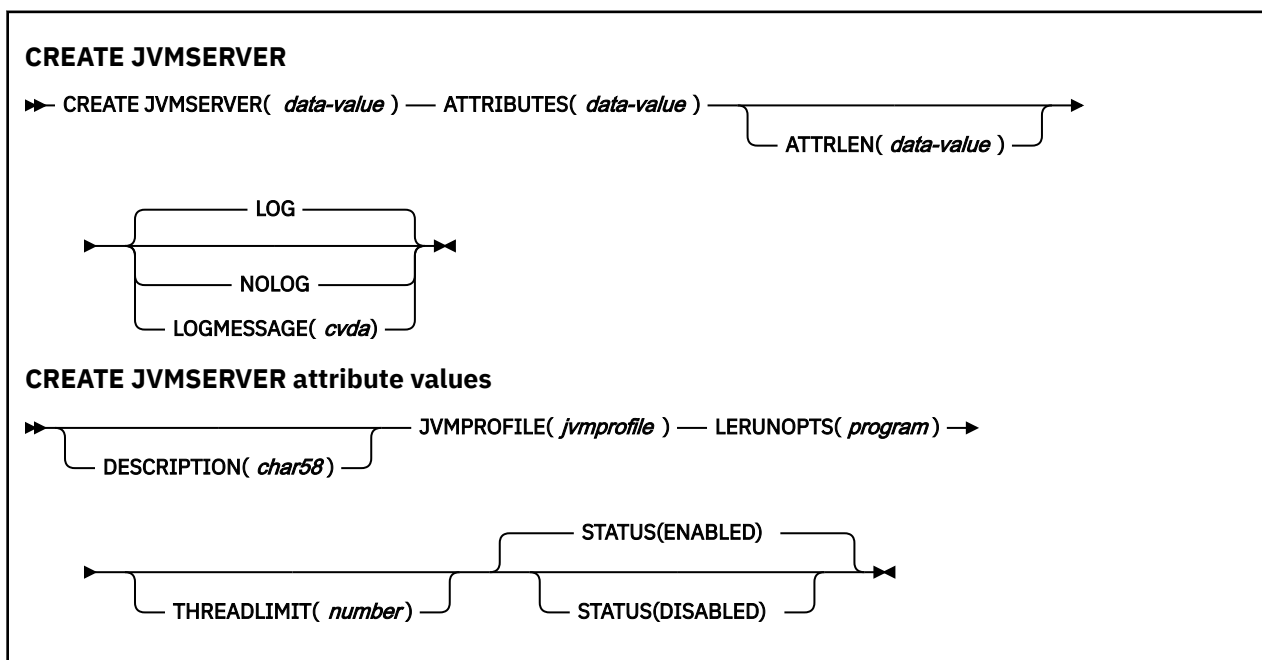 CREATE JVMSERVER
CREATE JVMSERVER( data-value ) ATTRIBUTES( data-value )
ATTRLEN( data-value )
LOG
NOLOG
LOGMESSAGE( cvda)
CREATE JVMSERVER attribute values
JVMPROFILE( jvmprofile ) LERUNOPTS( program)
DESCRIPTION( char58 )
STATUS(ENABLED)
THREADLIMIT( number) STATUS(DISABLED)